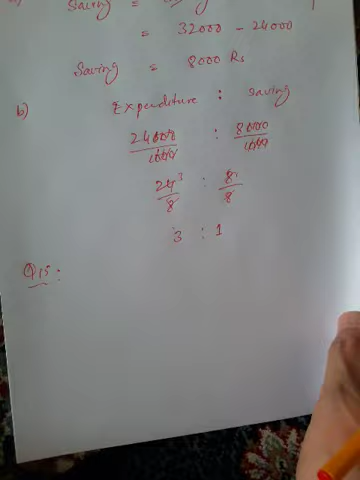 Saving =
= 32000 - 24000
Saving = 8000 Rs
b) Expenditure : saving
24000/1000 : 8000/1000
24 3/8 : 8/8
3 : 1
Q15: